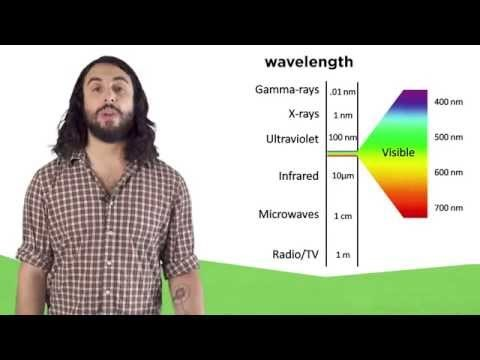 wavelength
Gamma-rays .01 nm
X-rays 1 nm
Ultraviolet 100 nm
Infrared 10μm
Microwaves 1 cm
Radio/TV 1 m
Visible
400 nm
500 nm
600 nm
700 nm